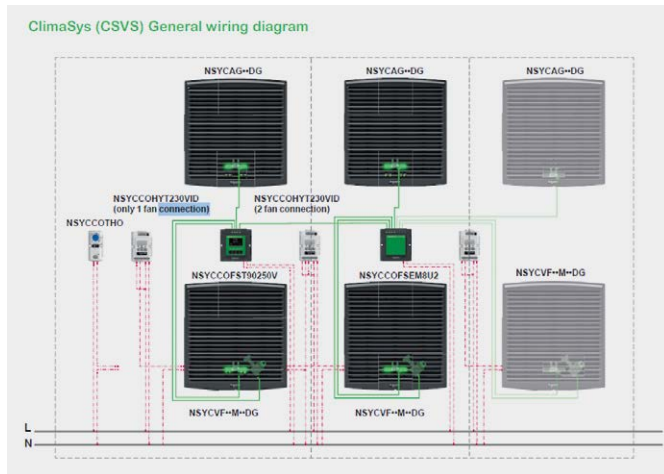 ClimaSys (CSVS) General wiring diagram
NSYCAG••DG
NSYCAG••DG
NSYCAG••DG
NSYCCOHYT230VID
(only 1 fan connection)
NSYCCOHYT230VID
(2 fan connection)
NSYCCOTHO
NSYCCOFST90250V
NSYCCOFSEM8U2
NSYCVF••M••DG
NSYCVF••M••DG
NSYCVF••M••DG
L
N